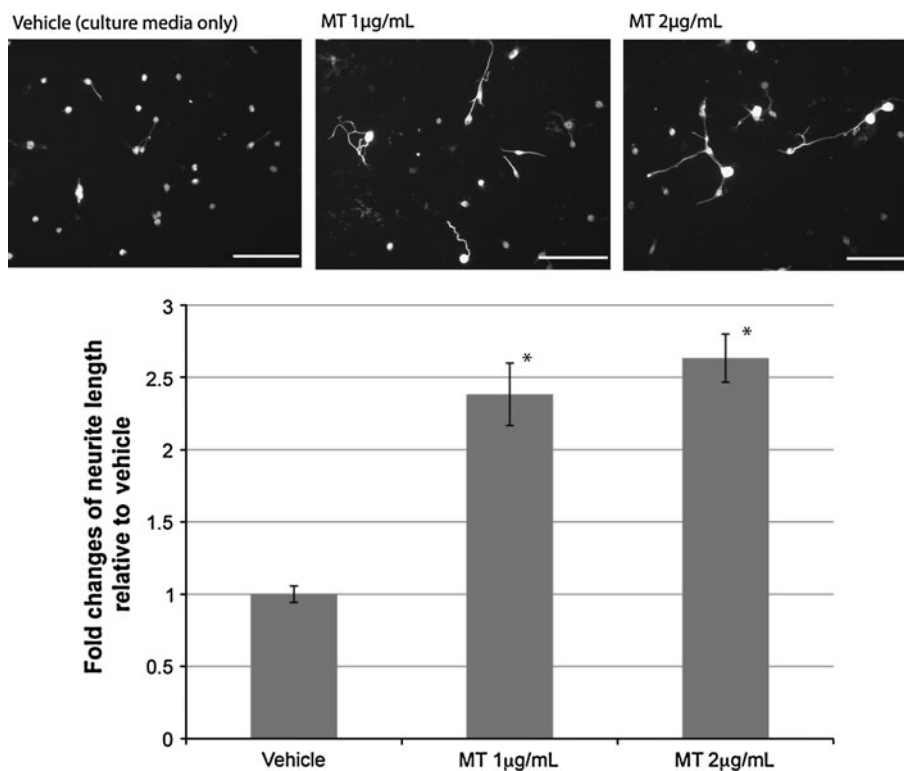 Vehicle (culture media only)
MT 1µg/mL
MT 2µg/mL
Fold changes of neurite length
relative to vehicle
3
2.5
2
1.5
1
0.5
0
*
*
Vehicle
MT 1µg/mL
MT 2µg/mL